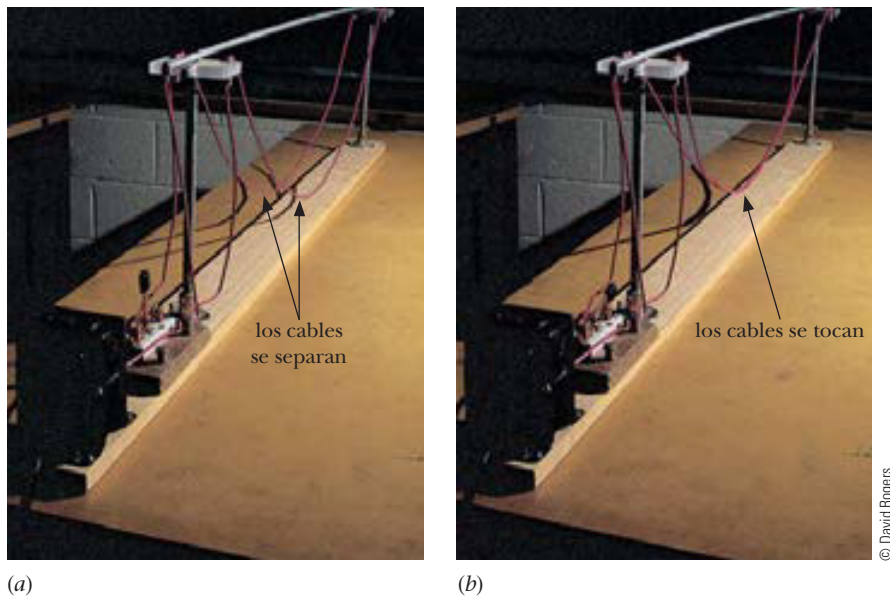 los cables
se separan
los cables se tocan
© David Rogers
(a)
(b)